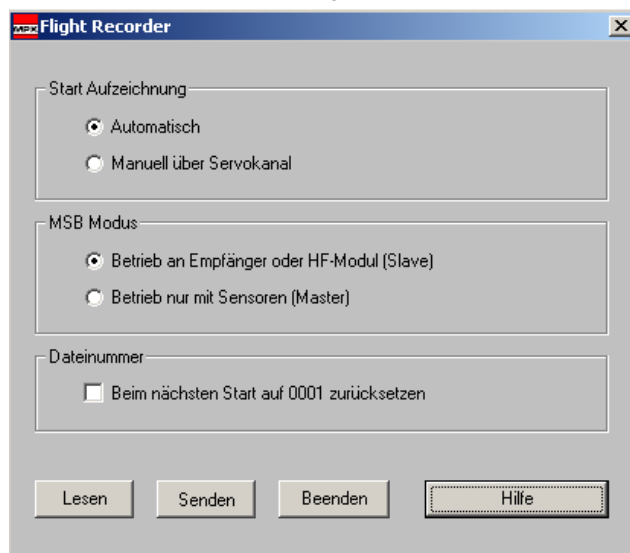 MPX Flight Recorder
Start Aufzeichnung
Automatisch
Manuell über Servokanal
MSB Modus
Betrieb an Empfänger oder HF-Modul (Slave)
Betrieb nur mit Sensoren (Master)
Dateinummer
Beim nächsten Start auf 0001 zurücksetzen
Lesen Senden Beenden Hilfe